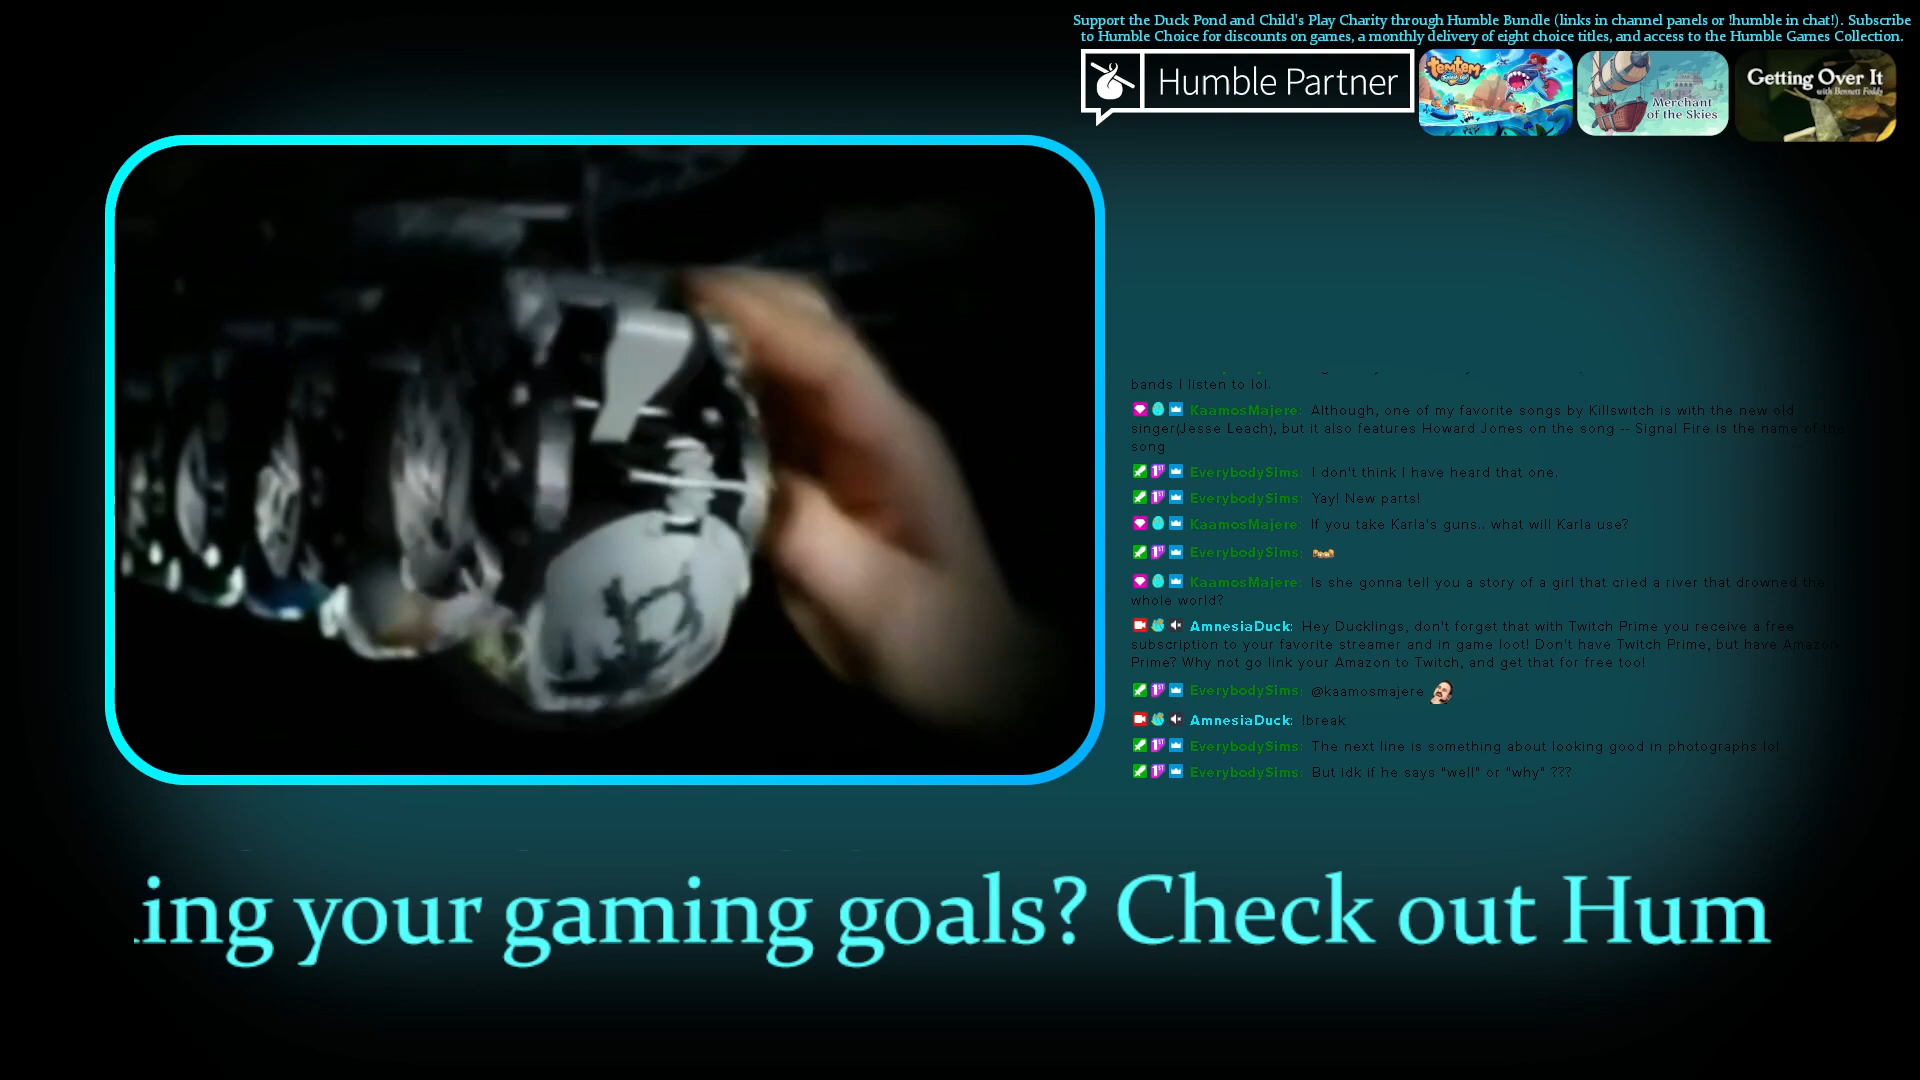 Support the Duck Pond and Child's Play Charity through Humble Bundle (links in channel panels or !humble in chat!). Subscribe
to Humble Choice for discounts on games, a monthly delivery of eight choice titles, and access to the Humble Games Collection.
Humble Partner
temtem
Merchant
of the Skies
Getting Over It
with Bennett Foddy
bands I listen to lol.
KaamosMajere: Although, one of my favorite songs by Killswitch is with the new old
singer(Jesse Leach), but it also features Howard Jones on the song -- Signal Fire is the name of the
song
EverybodySims: I don't think I have heard that one.
EverybodySims: Yay! New parts!
KaamosMajere: If you take Karla's guns.. what will Karla use?
EverybodySims:
KaamosMajere: Is she gonna tell you a story of a girl that cried a river that drowned the
whole world?
AmnesiaDuck: Hey Ducklings, don't forget that with Twitch Prime you receive a free
subscription to your favorite streamer and in game loot! Don't have Twitch Prime, but have Amazon
Prime? Why not go link your Amazon to Twitch, and get that for free too!
EverybodySims: @kaamosmajere
AmnesiaDuck: !break
EverybodySims: The next line is something about looking good in photographs lol
EverybodySims: But idk if he says "well" or "why" ???
ing your gaming goals? Check out Hum